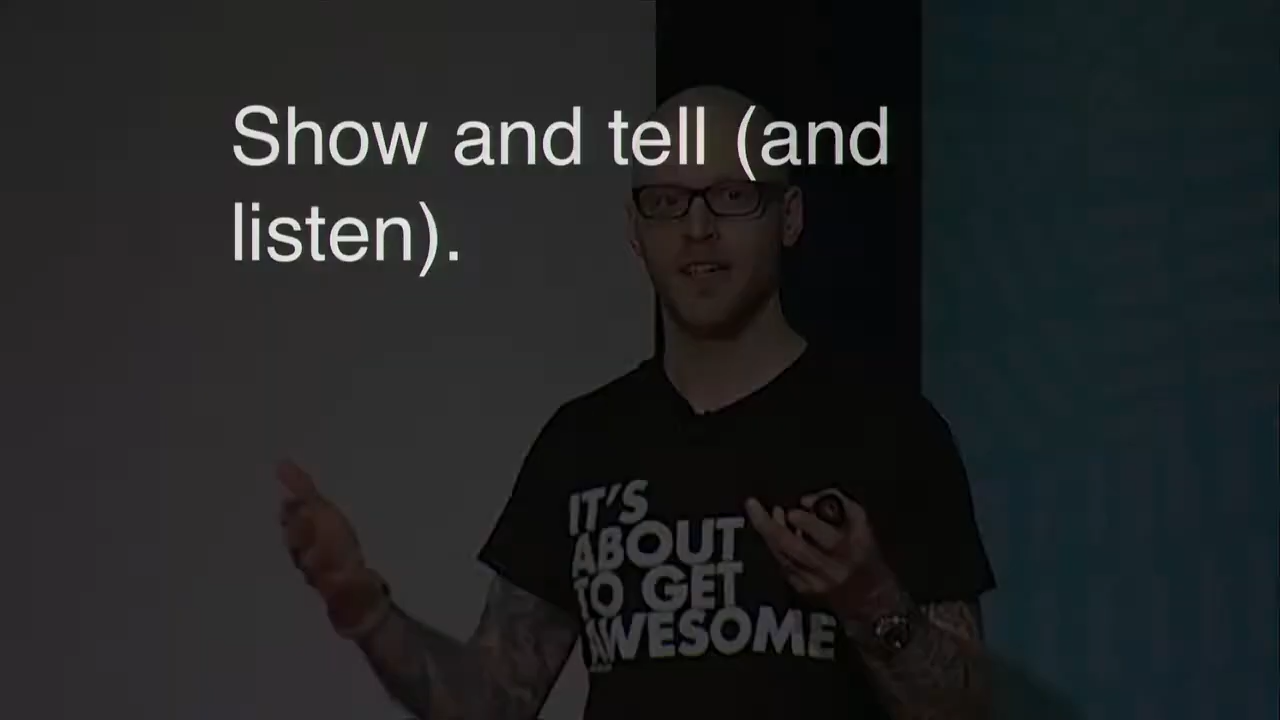 Show and tell (and
listen).
IT'S
ABOUT
TO GET
AWESOME